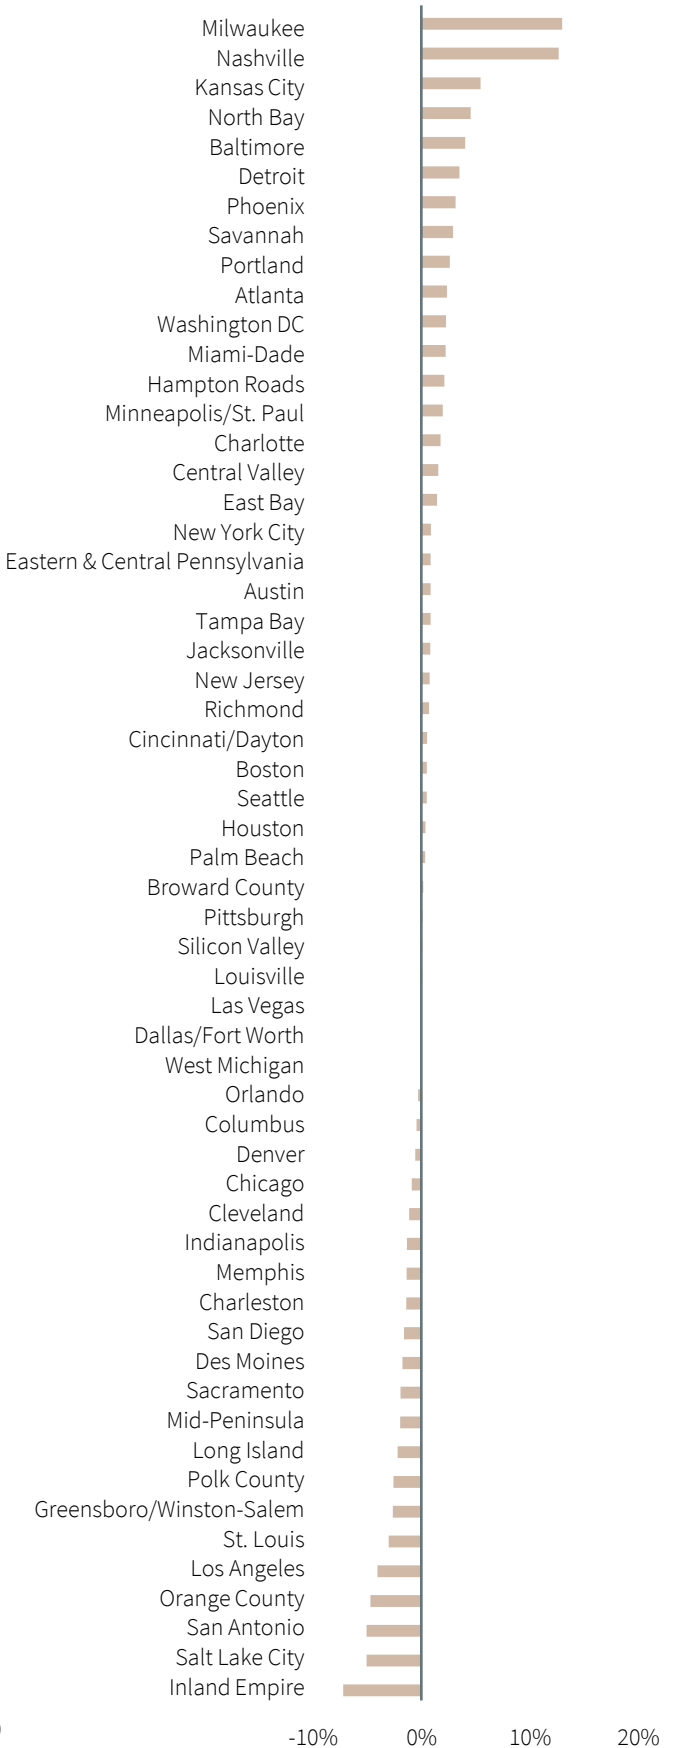 Milwaukee
Nashville
Kansas City
North Bay
Baltimore
Detroit
Phoenix
Savannah
Portland
Atlanta
Washington DC
Miami-Dade
Hampton Roads
Minneapolis/St. Paul
Charlotte
Central Valley
East Bay
New York City
Eastern & Central Pennsylvania
Austin
Tampa Bay
Jacksonville
New Jersey
Richmond
Cincinnati/Dayton
Boston
Seattle
Houston
Palm Beach
Broward County
Pittsburgh
Silicon Valley
Louisville
Las Vegas
Dallas/Fort Worth
West Michigan
Orlando
Columbus
Denver
Chicago
Cleveland
Indianapolis
Memphis
Charleston
San Diego
Des Moines
Sacramento
Mid-Peninsula
Long Island
Polk County
Greensboro/Winston-Salem
St. Louis
Los Angeles
Orange County
San Antonio
Salt Lake City
Inland Empire
-10% 0% 10% 20%